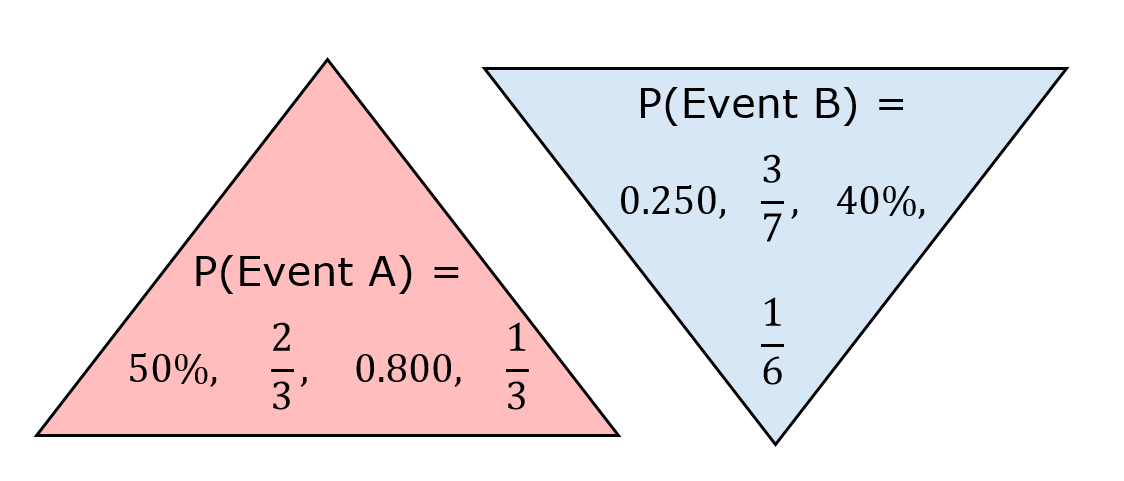 P(Event A) =
50%, 2/3, 0.800, 1/3
P(Event B) =
0.250, 3/7, 40%,
1/6